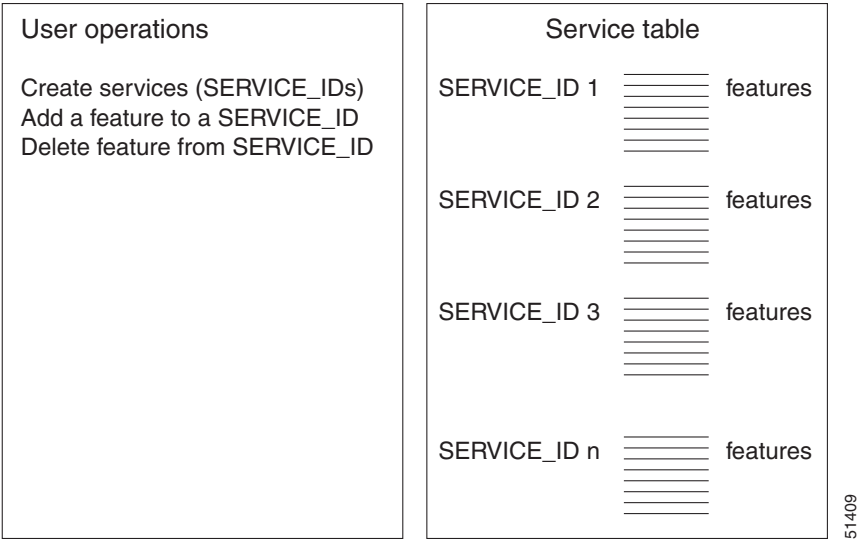 User operations
Create services (SERVICE_IDs)
Add a feature to a SERVICE_ID
Delete feature from SERVICE_ID
Service table
SERVICE_ID 1 features
SERVICE_ID 2 features
SERVICE_ID 3 features
SERVICE_ID n features
51409